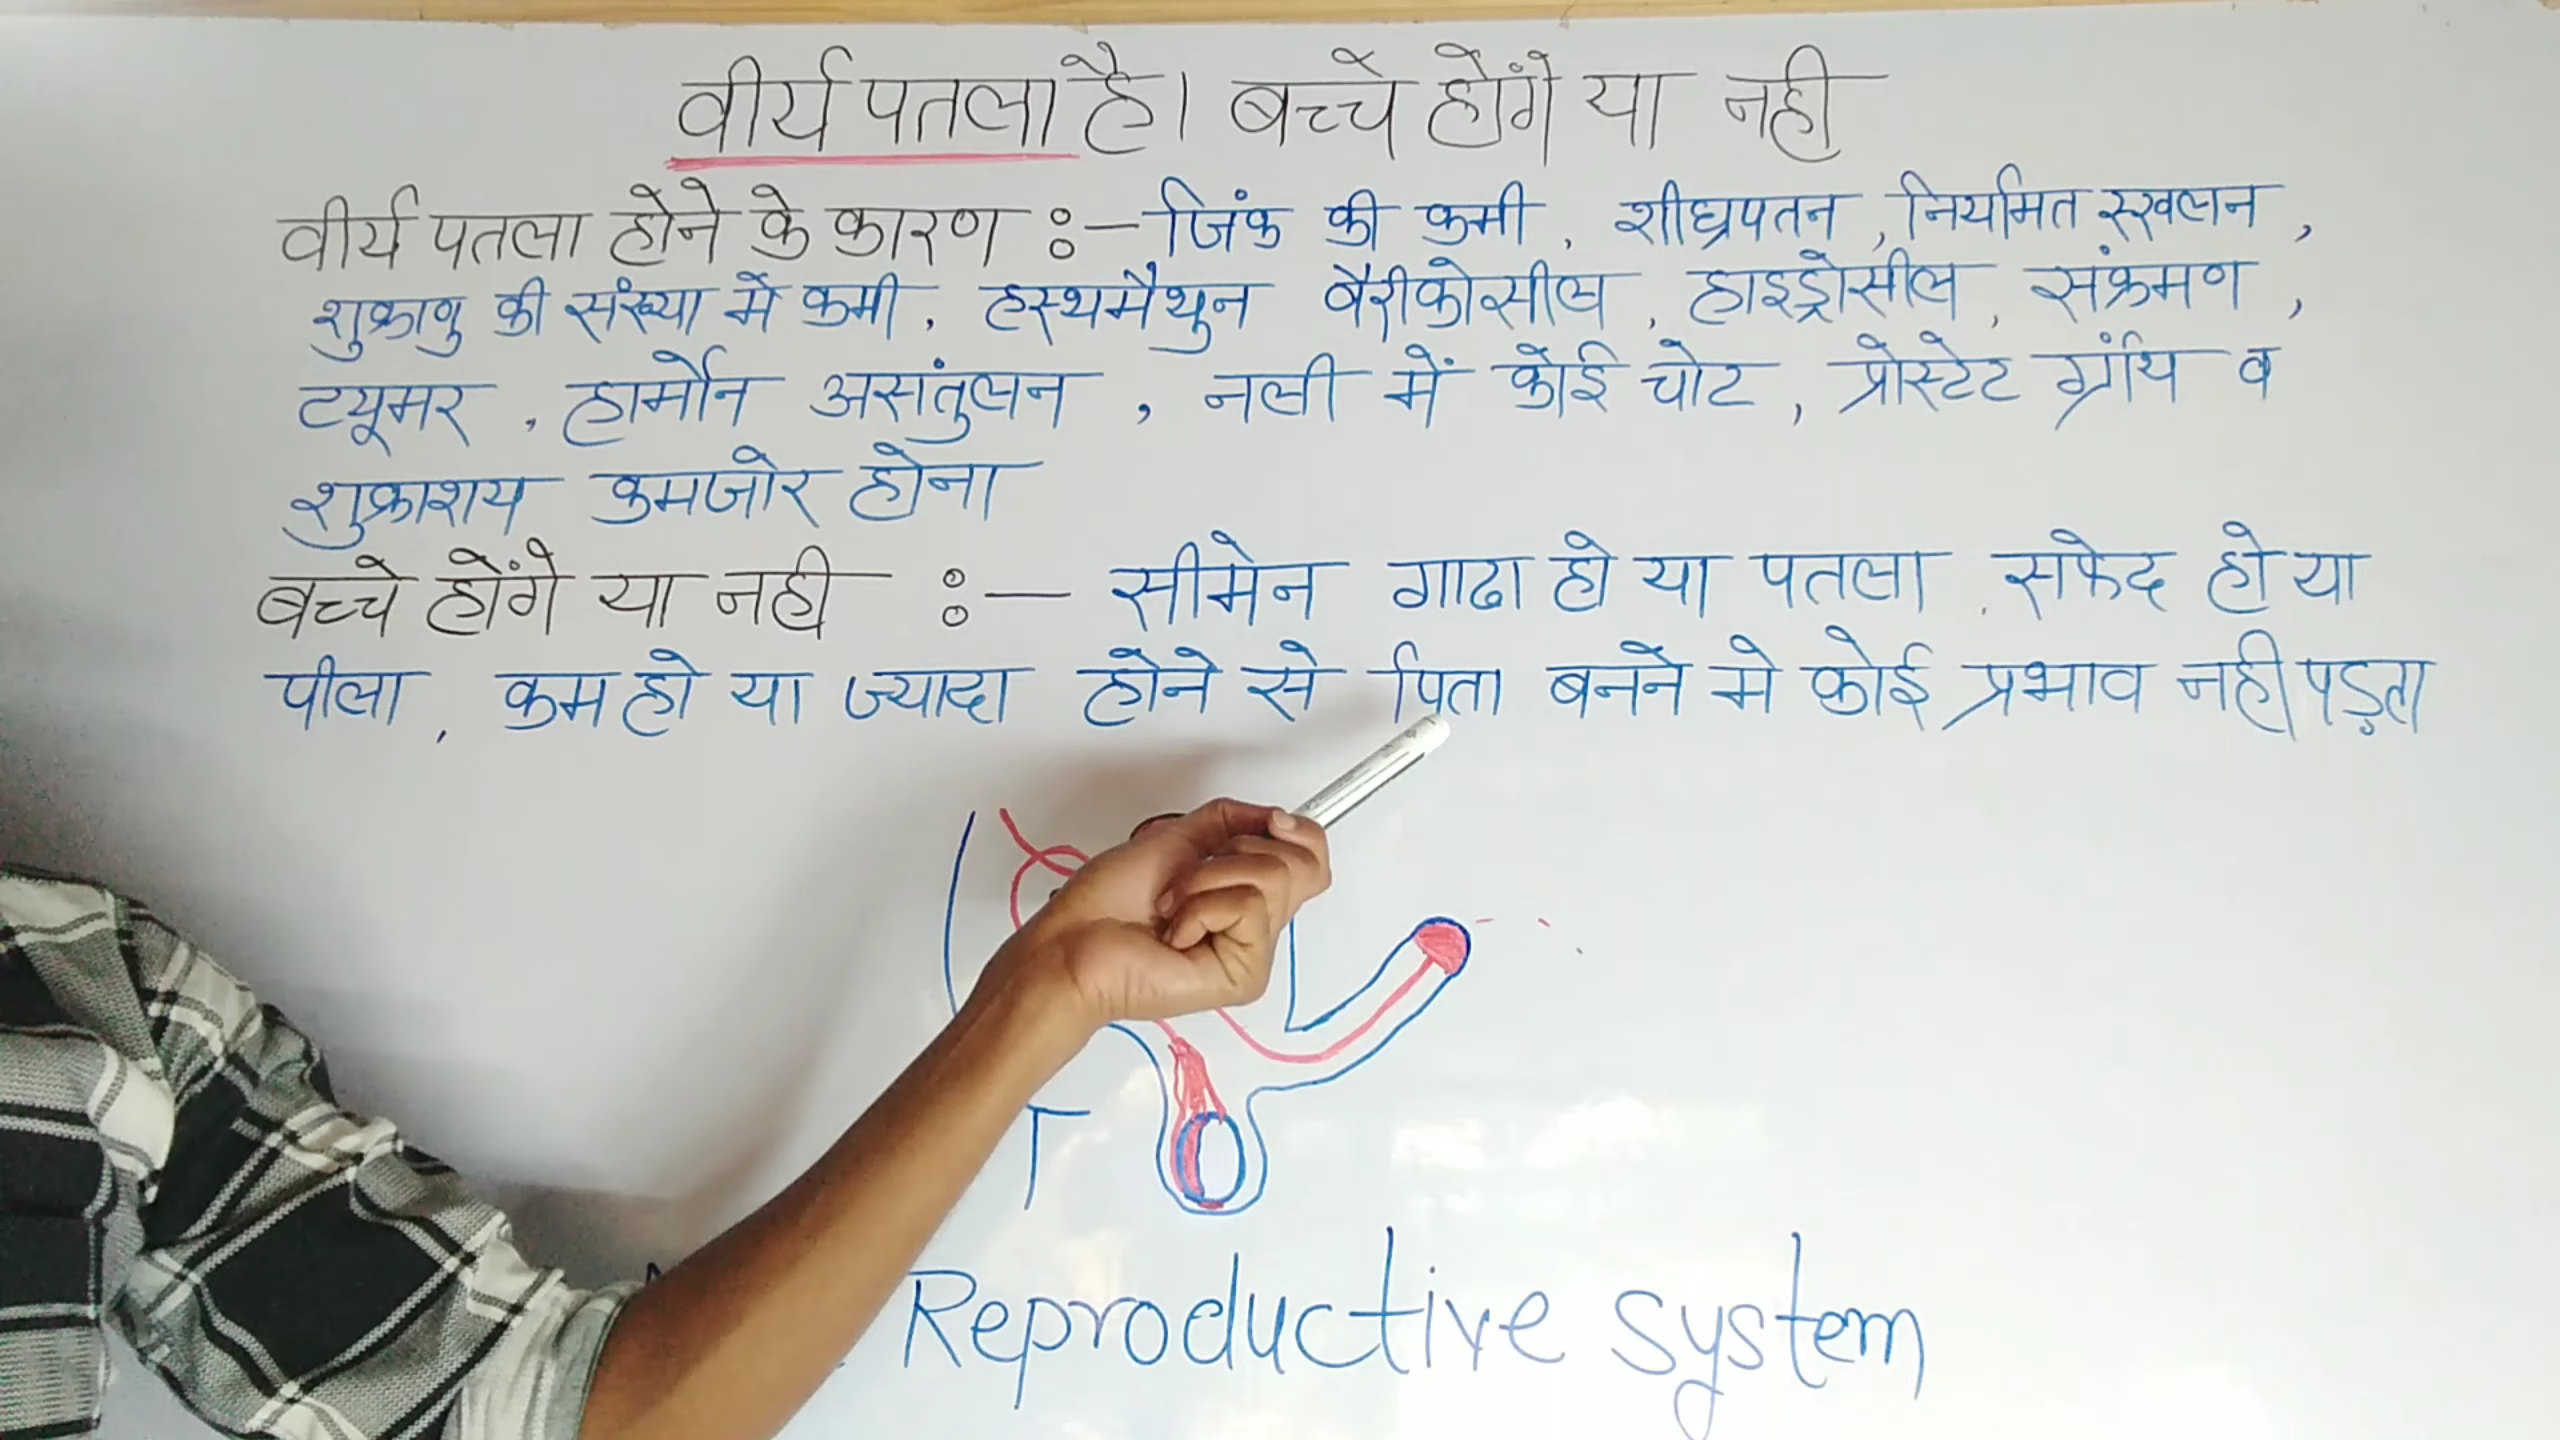 वीर्य पतला है। बच्चे होंगे या नही
वीर्य पतला होने के कारण :- जिंक की कमी, शीघ्रपतन, नियमित स्खलन,
शुक्राणु की संख्या में कमी, हस्थमैथुन वैरीकोसील, हाइड्रोसील, संक्रमण,
ट्यूमर, हार्मोन असंतुलन, नली में कोई चोट, प्रोस्टेट ग्रंथि व
शुक्राशय कमजोर होना
बच्चे होंगे या नही :- सीमेन गाढा हो या पतला, सफेद हो या
पीला, कम हो या ज्यादा होने से पिता बनने मे कोई प्रभाव नही पड़ता
T
Reproductive system